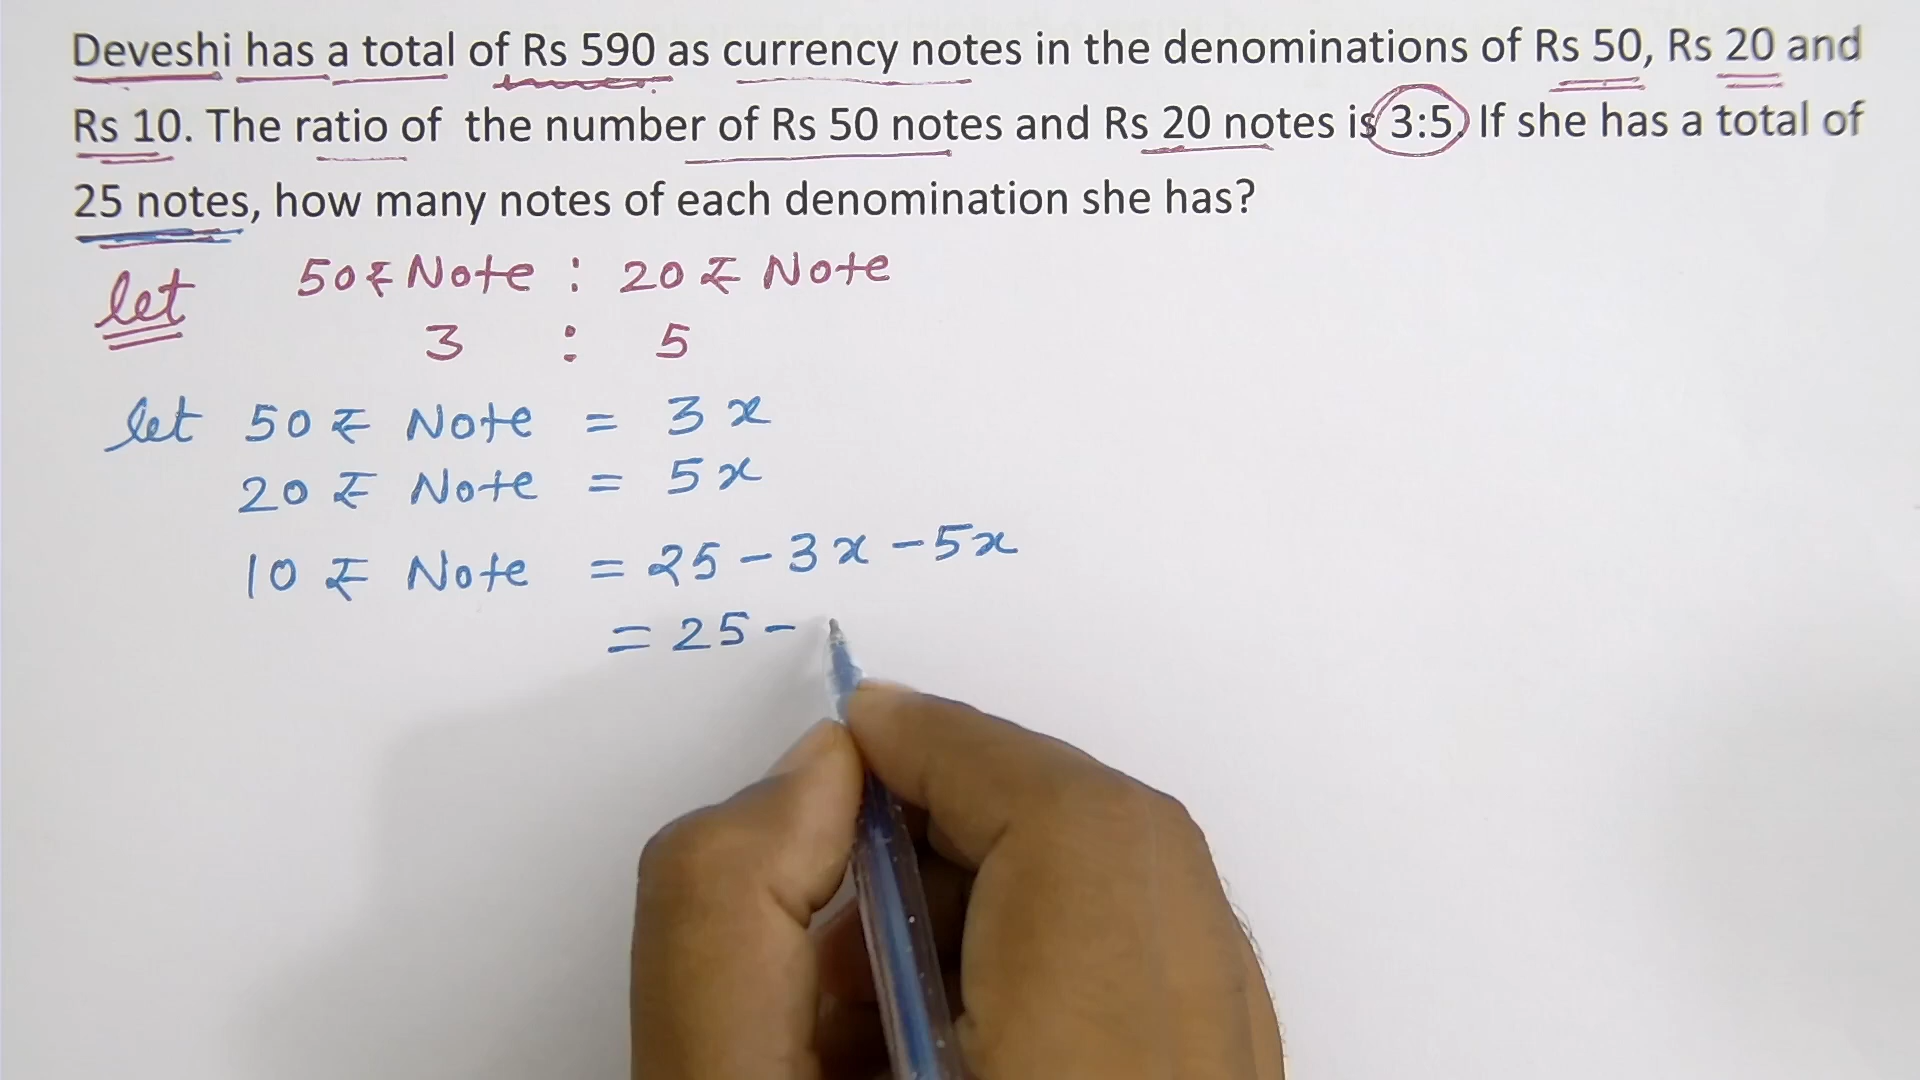 Deveshi has a total of Rs 590 as currency notes in the denominations of Rs 50, Rs 20 and
Rs 10. The ratio of the number of Rs 50 notes and Rs 20 notes is 3:5. If she has a total of
25 notes, how many notes of each denomination she has?
let 50₹ Note : 20 ₹ Note
3 : 5
let 50 ₹ Note = 3x
20 ₹ Note = 5x
10 ₹ Note = 25 - 3x - 5x
= 25 -